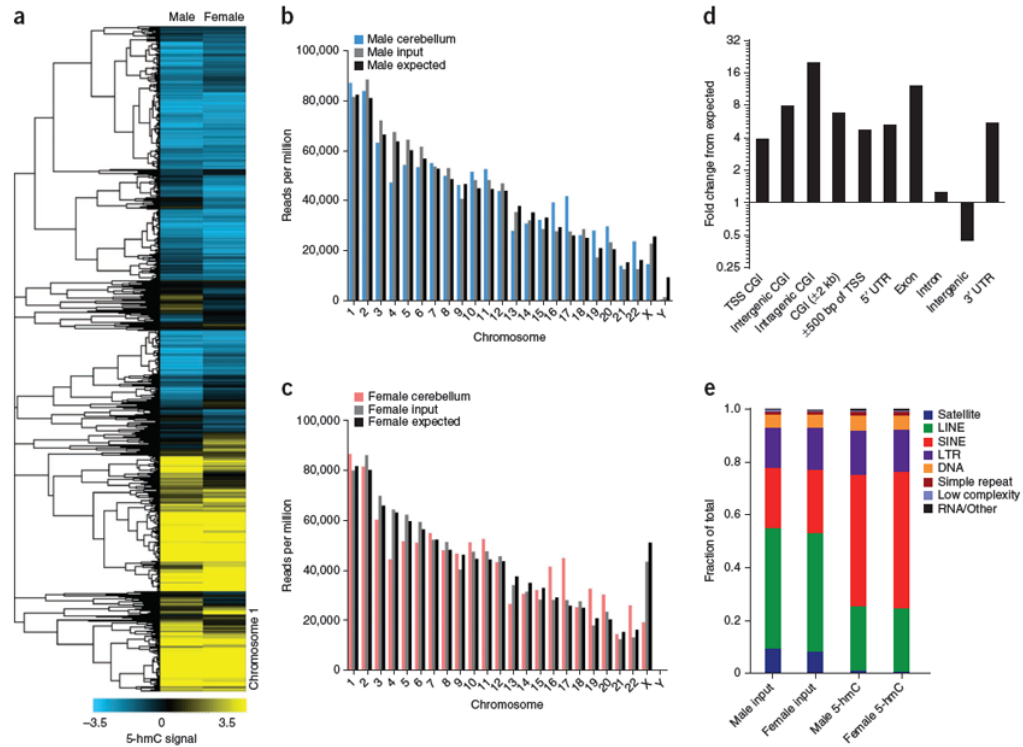 a
Male Female
Chromosome 1
−3.5 0 3.5
5-hmC signal
b
Male cerebellum
Male input
Male expected
100,000
80,000
60,000
40,000
20,000
0
Reads per million
1 2 3 4 5 6 7 8 9 10 11 12 13 14 15 16 17 18 19 20 21 22 X Y
Chromosome
c
Female cerebellum
Female input
Female expected
100,000
80,000
60,000
40,000
20,000
0
Reads per million
1 2 3 4 5 6 7 8 9 10 11 12 13 14 15 16 17 18 19 20 21 22 X Y
Chromosome
d
32
16
8
4
2
1
0.5
0.25
Fold change from expected
TSS CGI
Intergenic CGI
Intragenic CGI
CGI (±2 kb)
±500 bp of TSS
5′ UTR
Exon
Intron
Intergenic
3′ UTR
e
1.0
0.8
0.6
0.4
0.2
0
Fraction of total
Male input
Female input
Male 5-hmC
Female 5-hmC
Satellite
LINE
SINE
LTR
DNA
Simple repeat
Low complexity
RNA/Other